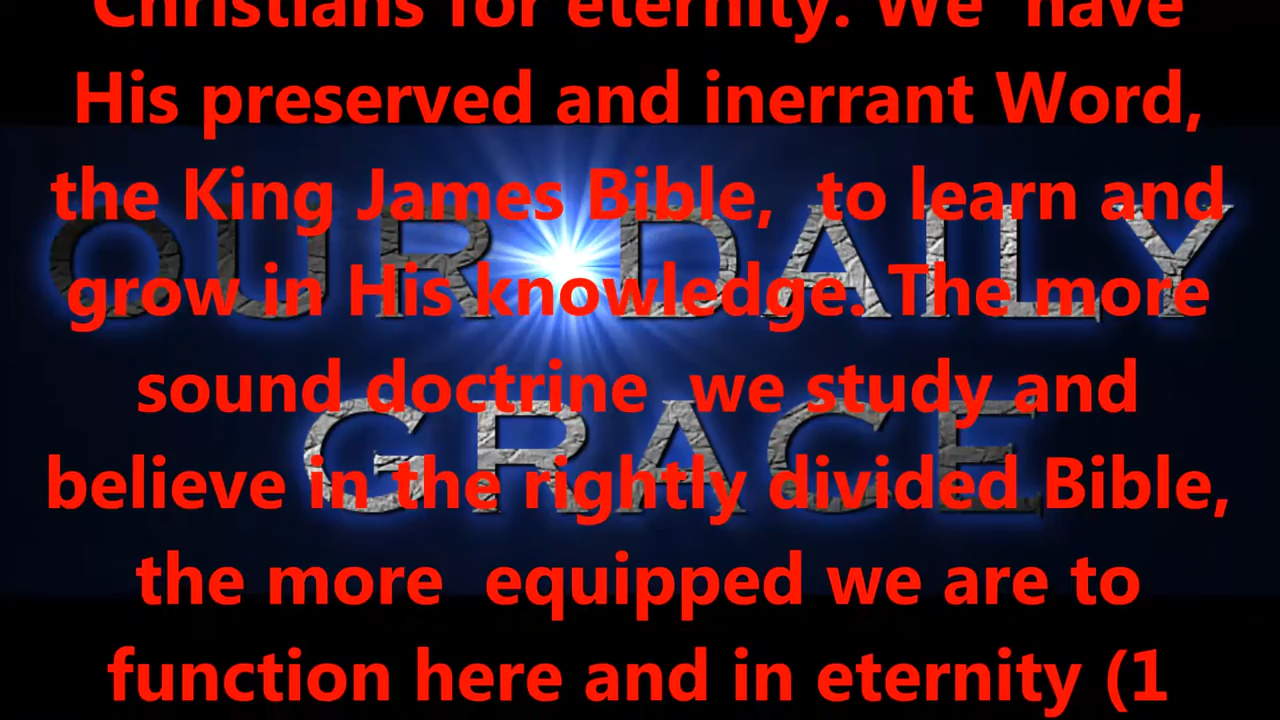 Christians for eternity. We have
His preserved and inerrant Word,
the King James Bible, to learn and
grow in His knowledge. The more
sound doctrine we study and
believe in the rightly divided Bible,
the more equipped we are to
function here and in eternity (1
OUR DAILY
GRACE